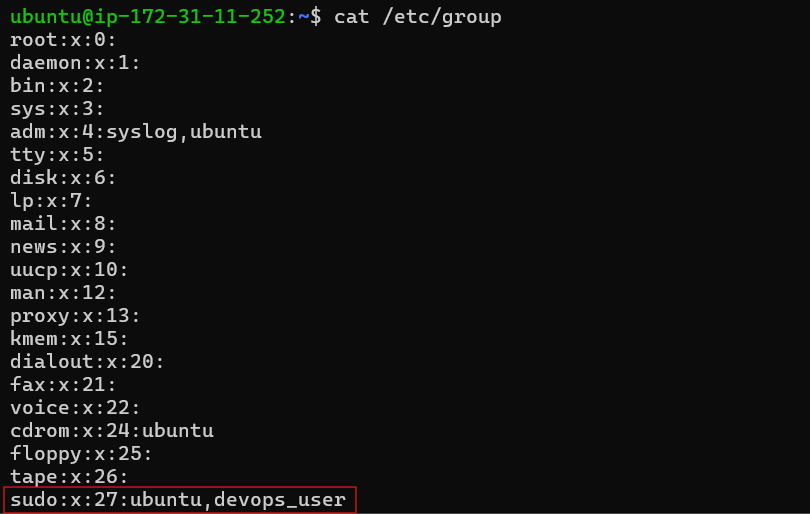 ubuntu@ip-172-31-11-252:~$ cat /etc/group
root:x:0:
daemon:x:1:
bin:x:2:
sys:x:3:
adm:x:4:syslog,ubuntu
tty:x:5:
disk:x:6:
lp:x:7:
mail:x:8:
news:x:9:
uucp:x:10:
man:x:12:
proxy:x:13:
kmem:x:15:
dialout:x:20:
fax:x:21:
voice:x:22:
cdrom:x:24:ubuntu
floppy:x:25:
tape:x:26:
sudo:x:27:ubuntu,devops_user